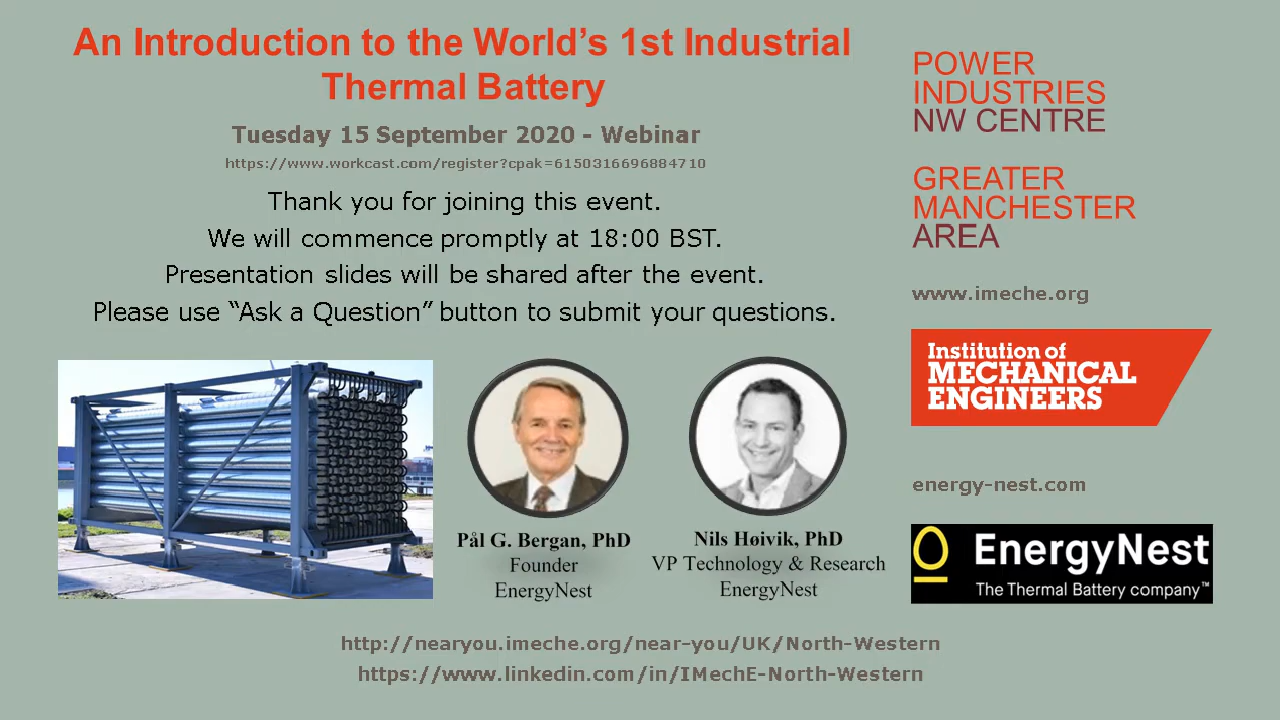 An Introduction to the World’s 1st Industrial
Thermal Battery
Tuesday 15 September 2020 - Webinar
https://www.workcast.com/register?cpak=6150316696884710
Thank you for joining this event.
We will commence promptly at 18:00 BST.
Presentation slides will be shared after the event.
Please use “Ask a Question” button to submit your questions.
Pål G. Bergan, PhD
Founder
EnergyNest
Nils Høivik, PhD
VP Technology & Research
EnergyNest
POWER
INDUSTRIES
NW CENTRE
GREATER
MANCHESTER
AREA
www.imeche.org
Institution of
MECHANICAL
ENGINEERS
energy-nest.com
EnergyNest
The Thermal Battery company™
http://nearyou.imeche.org/near-you/UK/North-Western
https://www.linkedin.com/in/IMechE-North-Western